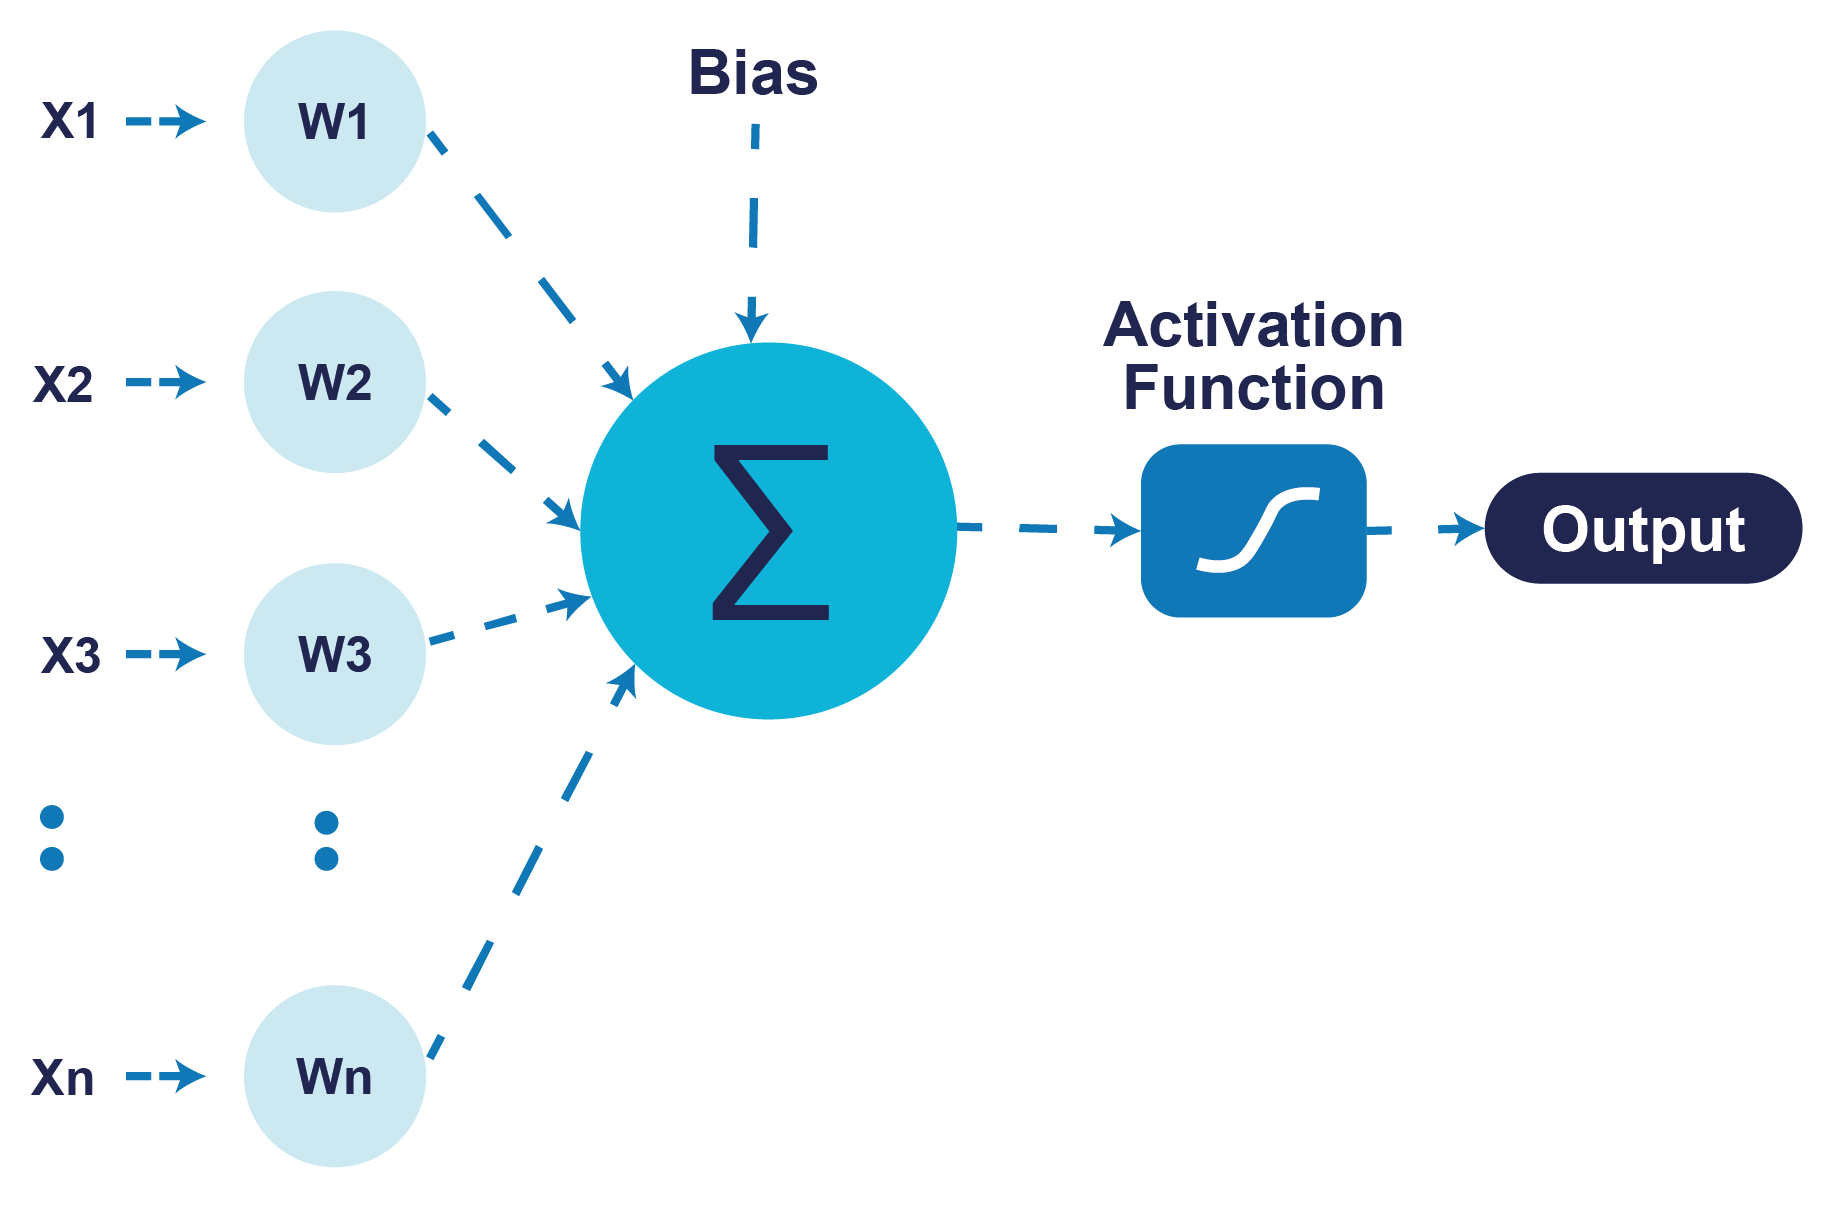 Bias
X1
W1
X2
W2
X3
W3
Xn
Wn
Σ
Activation
Function
Output